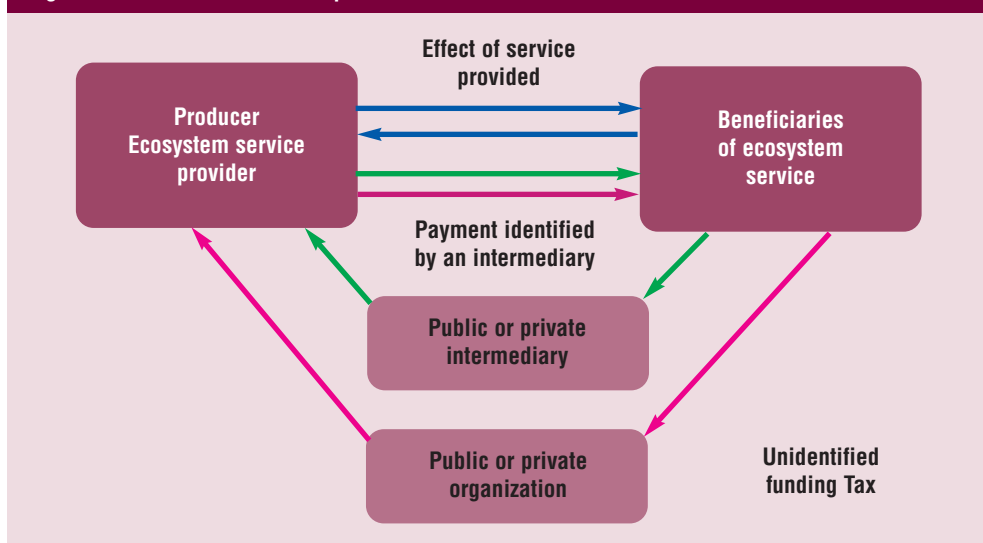 Effect of service
provided
Producer
Ecosystem service
provider
Beneficiaries
of ecosystem
service
Payment identified
by an intermediary
Public or private
intermediary
Public or private
organization
Unidentified
funding Tax